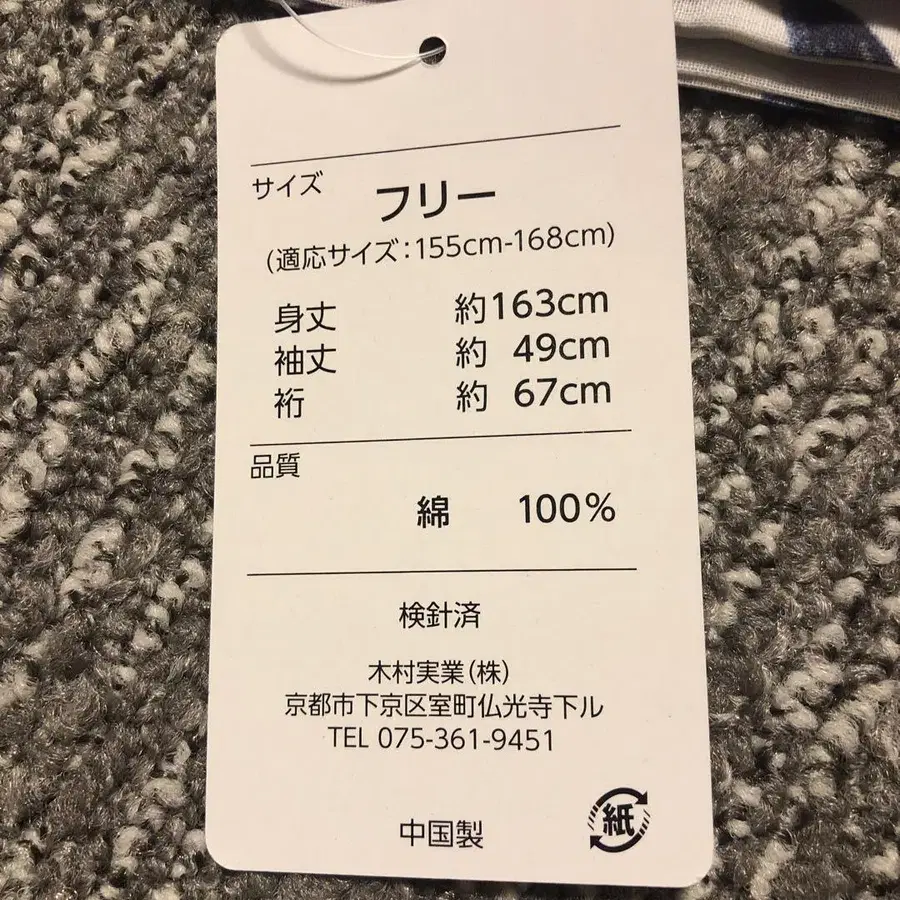 サイズ
フリー
(適応サイズ:155cm-168cm)
身丈 約163cm
袖丈 約 49cm
裄 約 67cm
品質
綿 100%
検針済
木村実業(株)
京都市下京区室町仏光寺下ル
TEL 075-361-9451
中国製
紙